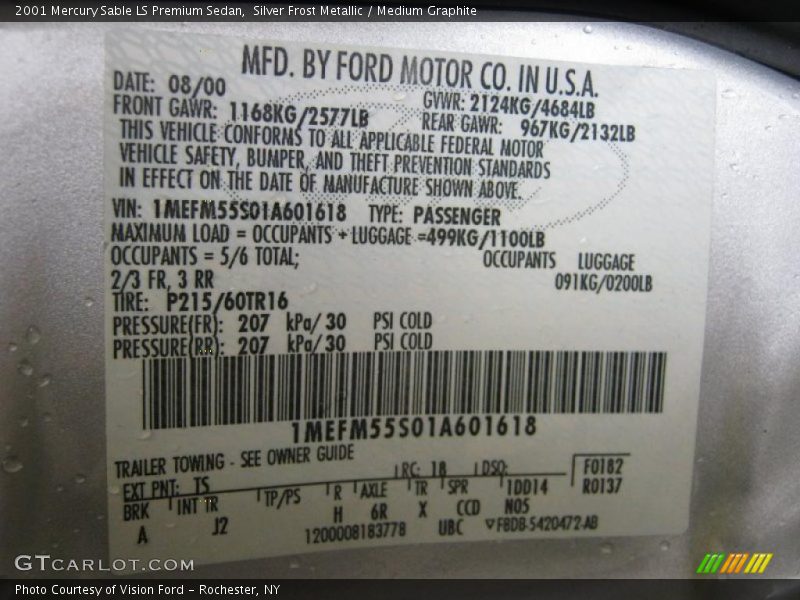 2001 Mercury Sable LS Premium Sedan,  Silver Frost Metallic / Medium Graphite
MFD. BY FORD MOTOR CO. IN U.S.A.
DATE: 08/00 GVWR: 2124KG/4684LB
FRONT GAWR: 1168KG/2577LB REAR GAWR: 967KG/2132LB
THIS VEHICLE CONFORMS TO ALL APPLICABLE FEDERAL MOTOR
VEHICLE SAFETY, BUMPER, AND THEFT PREVENTION STANDARDS
IN EFFECT ON THE DATE OF MANUFACTURE SHOWN ABOVE.
VIN: 1MEFM55S01A601618 TYPE: PASSENGER
MAXIMUM LOAD = OCCUPANTS + LUGGAGE =499KG/1100LB
OCCUPANTS = 5/6 TOTAL; OCCUPANTS LUGGAGE
2/3 FR, 3 RR 091KG/0200LB
TIRE: P215/60TR16
PRESSURE(FR): 207 kPa/ 30 PSI COLD
PRESSURE(RR): 207 kPa/ 30 PSI COLD
1MEFM55S01A601618
TRAILER TOWING - SEE OWNER GUIDE
RC: 18 DSO: F0182
EXT PNT: TS R0137
BRK INT TR TP/PS R AXLE TR SPR 1DD14
A J2 H 6R X CCD NOS
1200008183778 UBC ▽F8DB-5420472-AB
GTCARLOT.COM
Photo Courtesy of Vision Ford - Rochester, NY